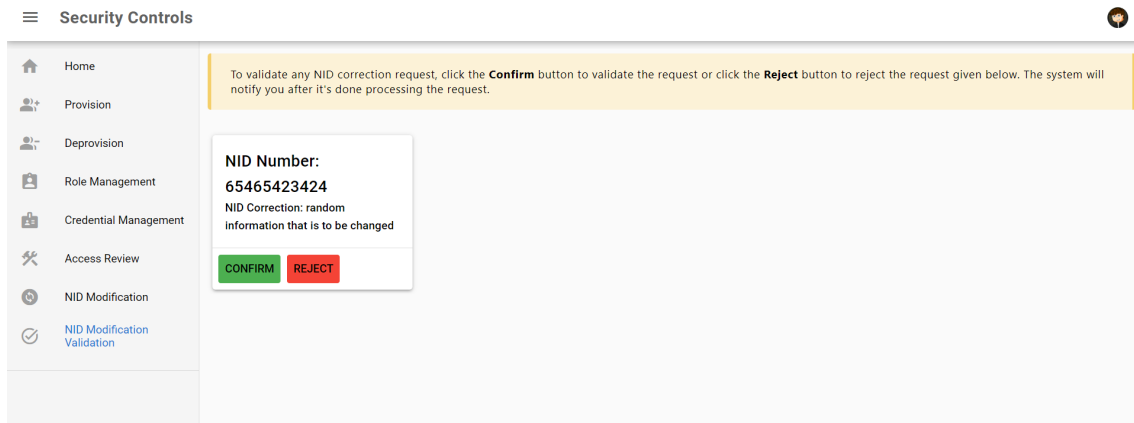 Security Controls
Home
Provision
Deprovision
Role Management
Credential Management
Access Review
NID Modification
NID Modification
Validation
To validate any NID correction request, click the Confirm button to validate the request or click the Reject button to reject the request given below. The system will
notify you after it's done processing the request.
NID Number:
65465423424
NID Correction: random
information that is to be changed
CONFIRM
REJECT